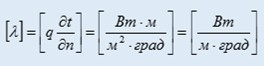 [λ] = [q ∂t/∂n] = [Вт·м / м²·град] = [Вт / м·град]